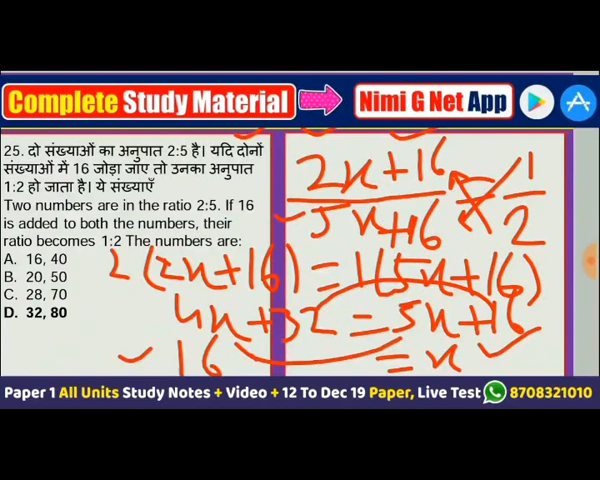 Complete Study Material
Nimi G Net App
25. दो संख्याओं का अनुपात 2:5 है। यदि दोनों
संख्याओं में 16 जोड़ा जाए तो उनका अनुपात
1:2 हो जाता है। ये संख्याएँ
Two numbers are in the ratio 2:5. If 16
is added to both the numbers, their
ratio becomes 1:2 The numbers are:
A. 16, 40
B. 20, 50
C. 28, 70
D. 32, 80
2x+16 1
5x+16 2
2(2x+16)=1(5x+16)
4x+32=5x+16
16=x
Paper 1 All Units Study Notes + Video + 12 To Dec 19 Paper, Live Test 8708321010